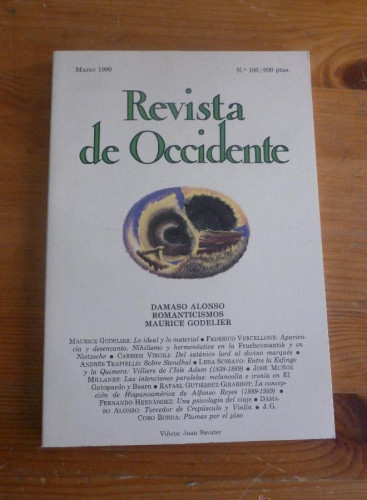 Marzo 1990 N.º 106/600 ptas.
Revista
de Occidente
DAMASO ALONSO
ROMANTICISMOS
MAURICE GODELIER
MAURICE GODELIER: Lo ideal y lo material ● FEDERICO VERCELLONE: Aparien-
cia y desencanto. Nihilismo y hermenéutica en la Fruehromantik y en
Nietzsche ● CARMEN VIRGILI: Del satánico lord al divino marqués ●
ANDRÉS TRAPIELLO: Sobre Stendhal ● LEDA SCHIAVO: Entre la Esfinge
y la Quimera: Villiers de l'Isle Adam (1838-1889) ● JOSÉ MUÑOZ
MILLANES: Las intenciones paralelas: melancolía e ironía en El
Gatopardo y Bearn ● RAFAEL GUTIÉRREZ GIRARDOT: La concep-
ción de Hispanoamérica de Alfonso Reyes (1889-1959) ●
FERNANDO HERNÁNDEZ: Una psicología del viaje ● DAMA-
SO ALONSO: Torcedor de Crepúsculo y Violín ● J.G.
COBO BORDA: Plumas por el piso
Viñeta: Juan Savater